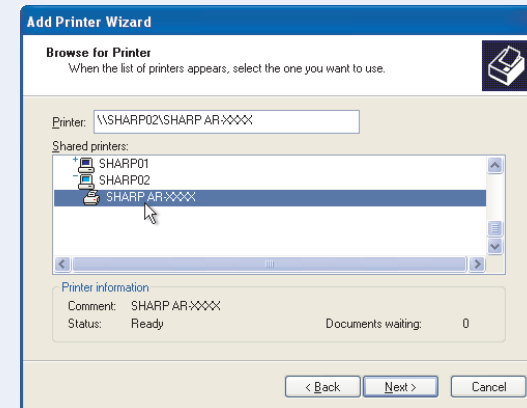 Add Printer Wizard
Browse for Printer
When the list of printers appears, select the one you want to use.
Printer: \\SHARP02\SHARP AR-XXXX
Shared printers:
SHARP01
SHARP02
SHARP AR-XXXX
Printer information
Comment: SHARP AR-XXXX
Status: Ready Documents waiting: 0
< Back Next > Cancel